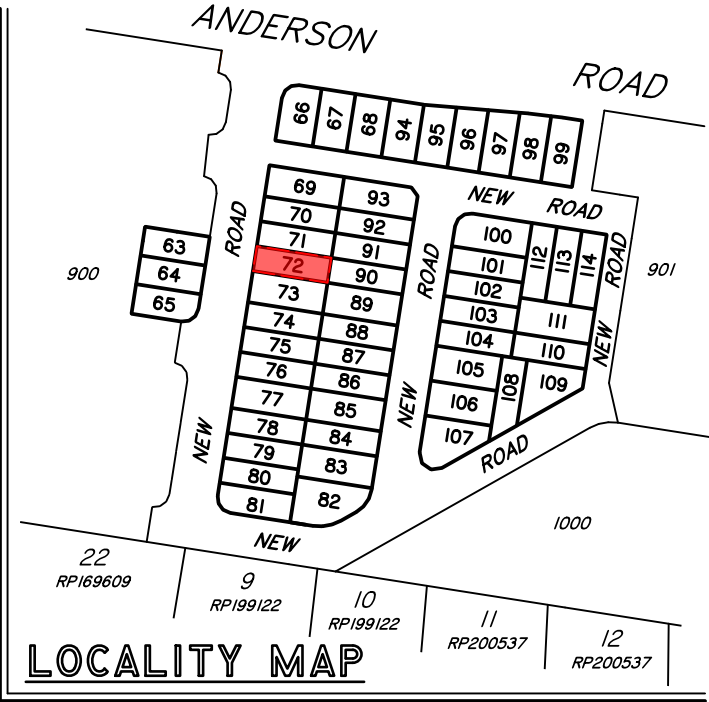 ANDERSON
ROAD
66 67 68 94 95 96 97 98 99
NEW ROAD
ROAD
69
70
71
72
73
74
75
76
77
78
79
80
81
93
92
91
90
89
88
87
86
85
84
83
82
ROAD
NEW
NEW
NEW
63
64
65
900
100
101
102
103
104
105
106
107
108
109
110
111
112 113 114
ROAD
NEW
ROAD
901
1000
22
RP169609
9
RP199122
10
RP199122
11
RP200537
12
RP200537
LOCALITY MAP